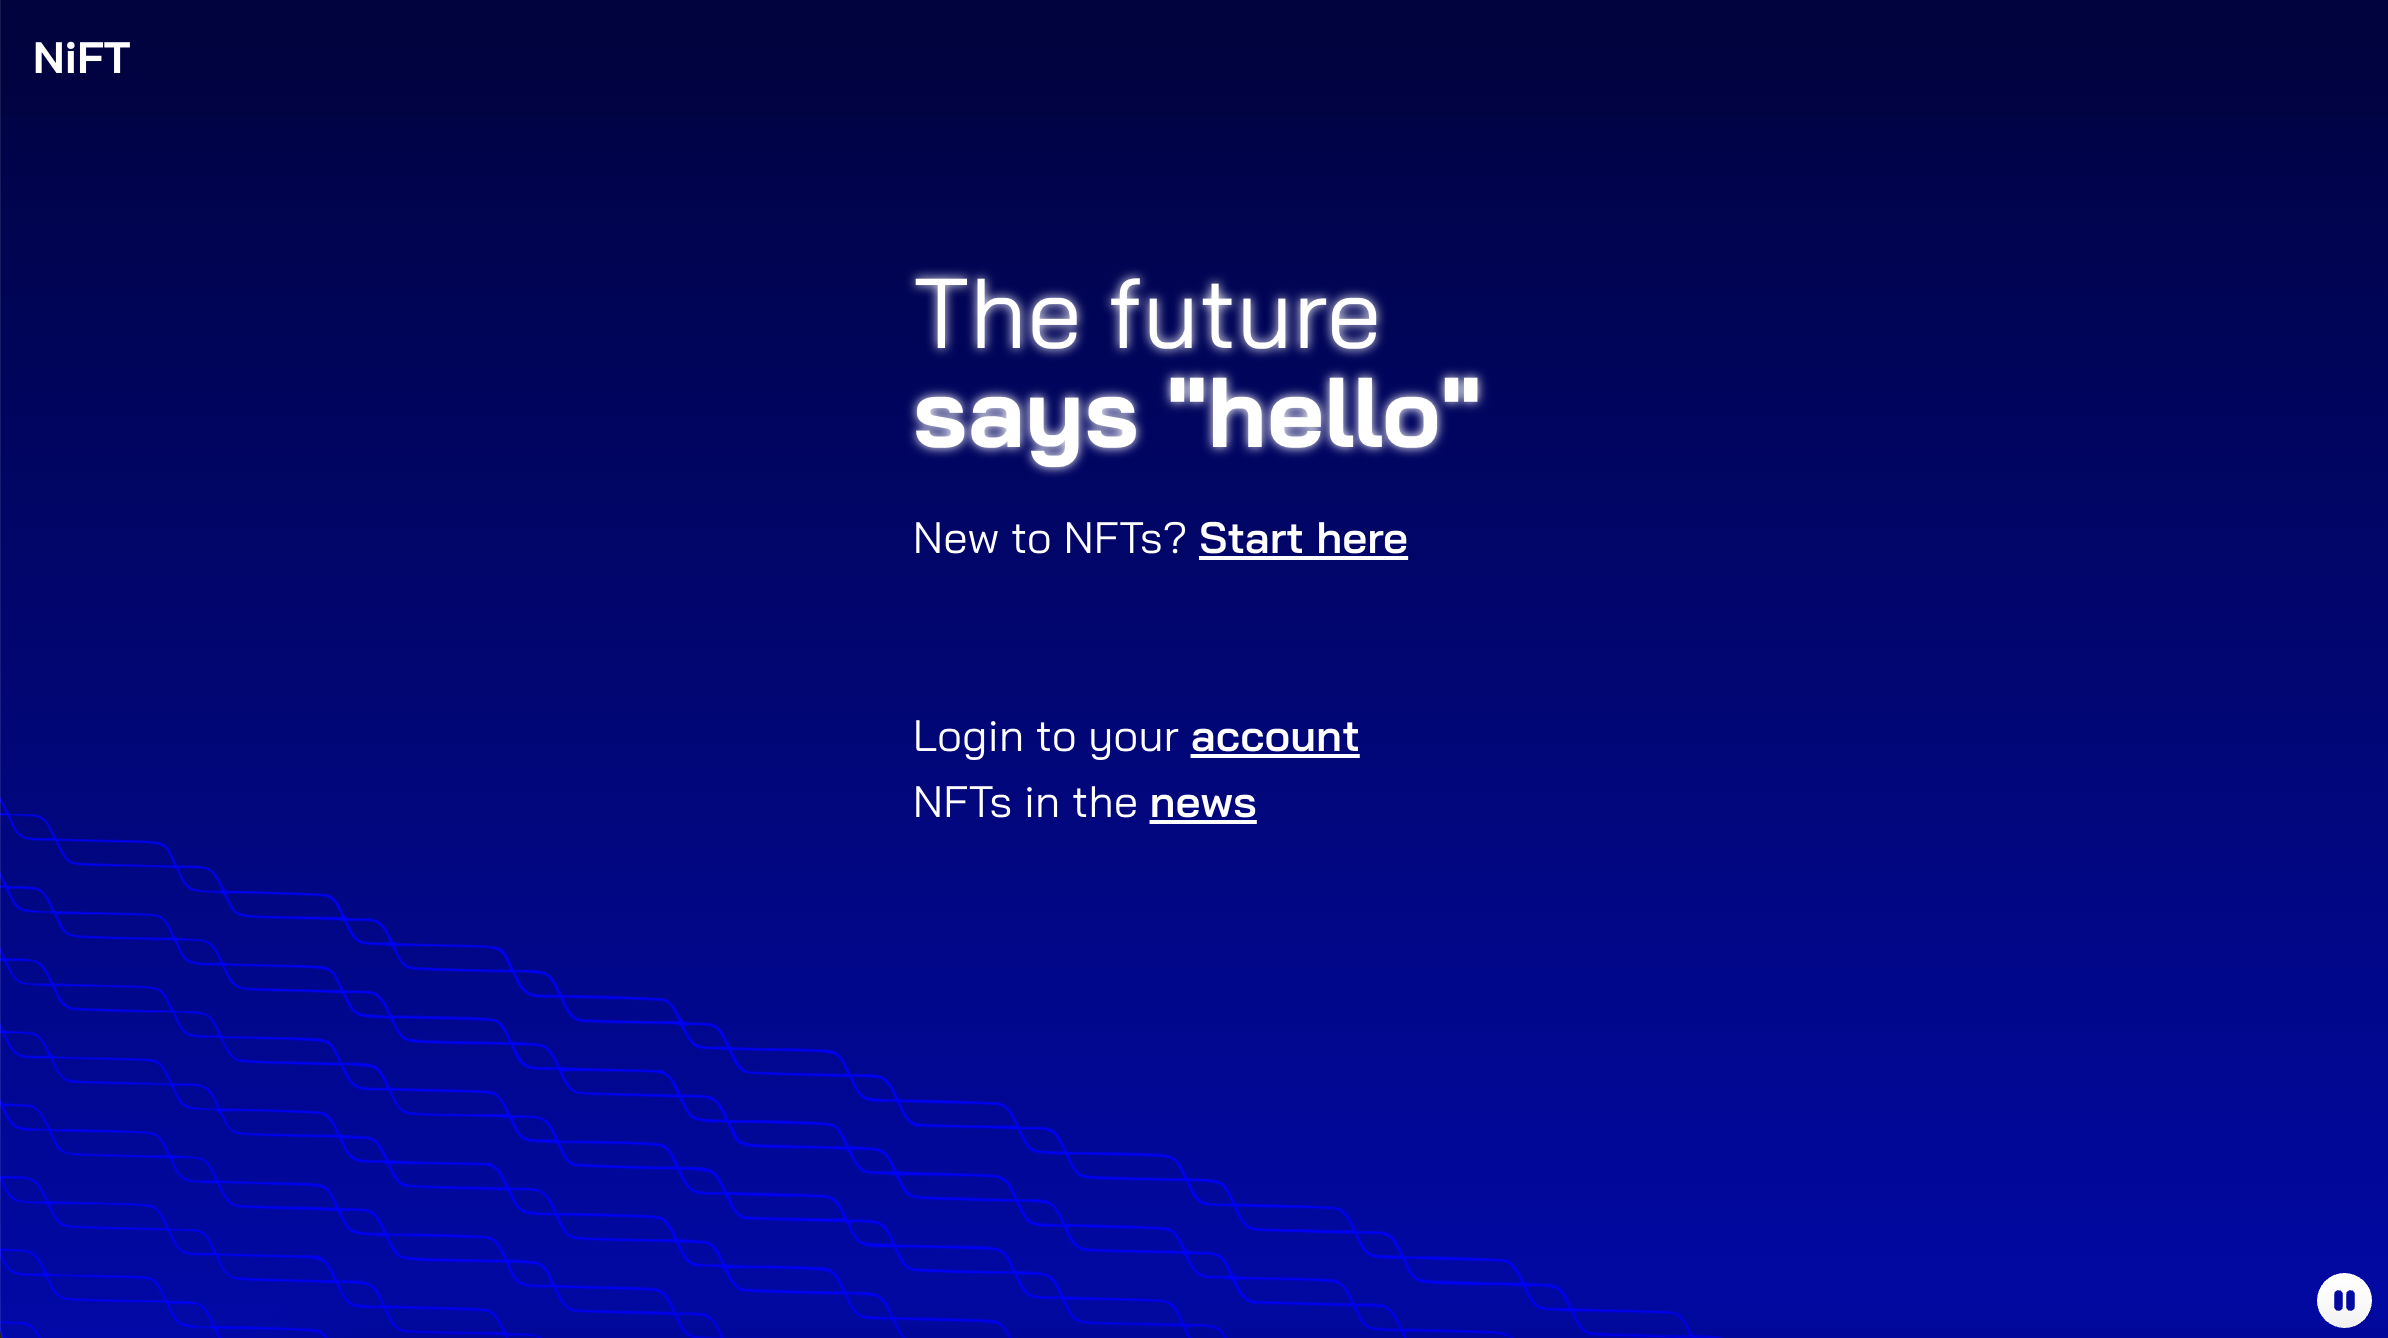 NiFT
The future
says "hello"
New to NFTs? Start here
Login to your account
NFTs in the news